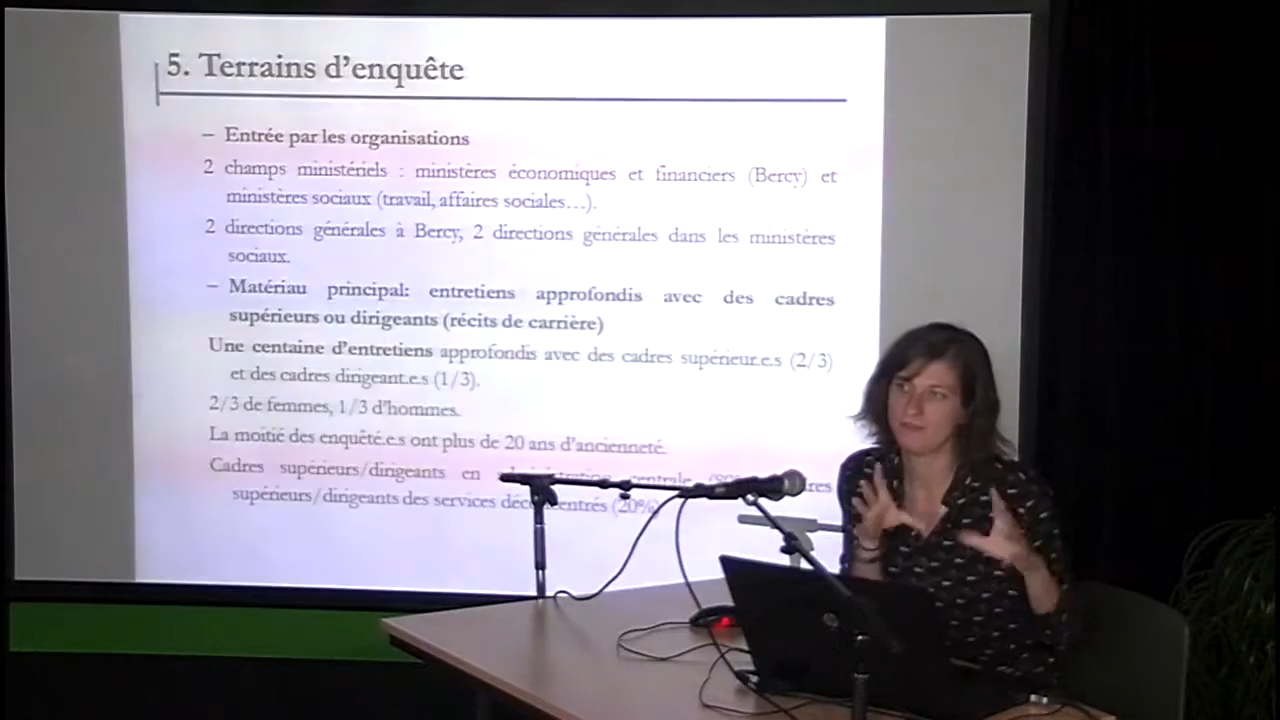 5. Terrains d'enquête
– Entrée par les organisations
2 champs ministériels : ministères économiques et financiers (Bercy) et
ministères sociaux (travail, affaires sociales…).
2 directions générales à Bercy, 2 directions générales dans les ministères
sociaux.
– Matériau principal: entretiens approfondis avec des cadres
supérieurs ou dirigeants (récits de carrière)
Une centaine d'entretiens approfondis avec des cadres supérieur.e.s (2/3)
et des cadres dirigeant.e.s (1/3).
2/3 de femmes, 1/3 d'hommes.
La moitié des enquêté.e.s ont plus de 20 ans d'ancienneté.
Cadres supérieurs/dirigeants en centrale
supérieurs/dirigeants des services (20%)